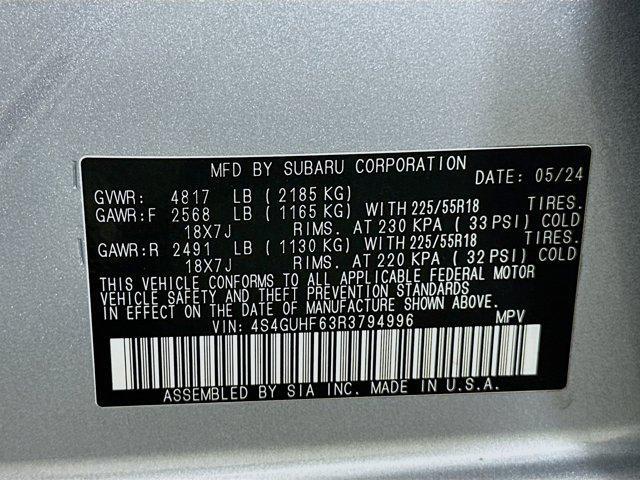 MFD BY SUBARU CORPORATION DATE: 05/24
GVWR: 4817 LB ( 2185 KG)
GAWR:F 2568 LB ( 1165 KG) WITH 225/55R18 TIRES.
18X7J RIMS. AT 230 KPA ( 33 PSI) COLD
GAWR:R 2491 LB ( 1130 KG) WITH 225/55R18 TIRES.
18X7J RIMS. AT 220 KPA ( 32 PSI) COLD
THIS VEHICLE CONFORMS TO ALL APPLICABLE FEDERAL MOTOR
VEHICLE SAFETY AND THEFT PREVENTION STANDARDS
IN EFFECT ON THE DATE OF MANUFACTURE SHOWN ABOVE.
VIN: 4S4GUHF63R3794996 MPV
ASSEMBLED BY SIA INC. MADE IN U.S.A.